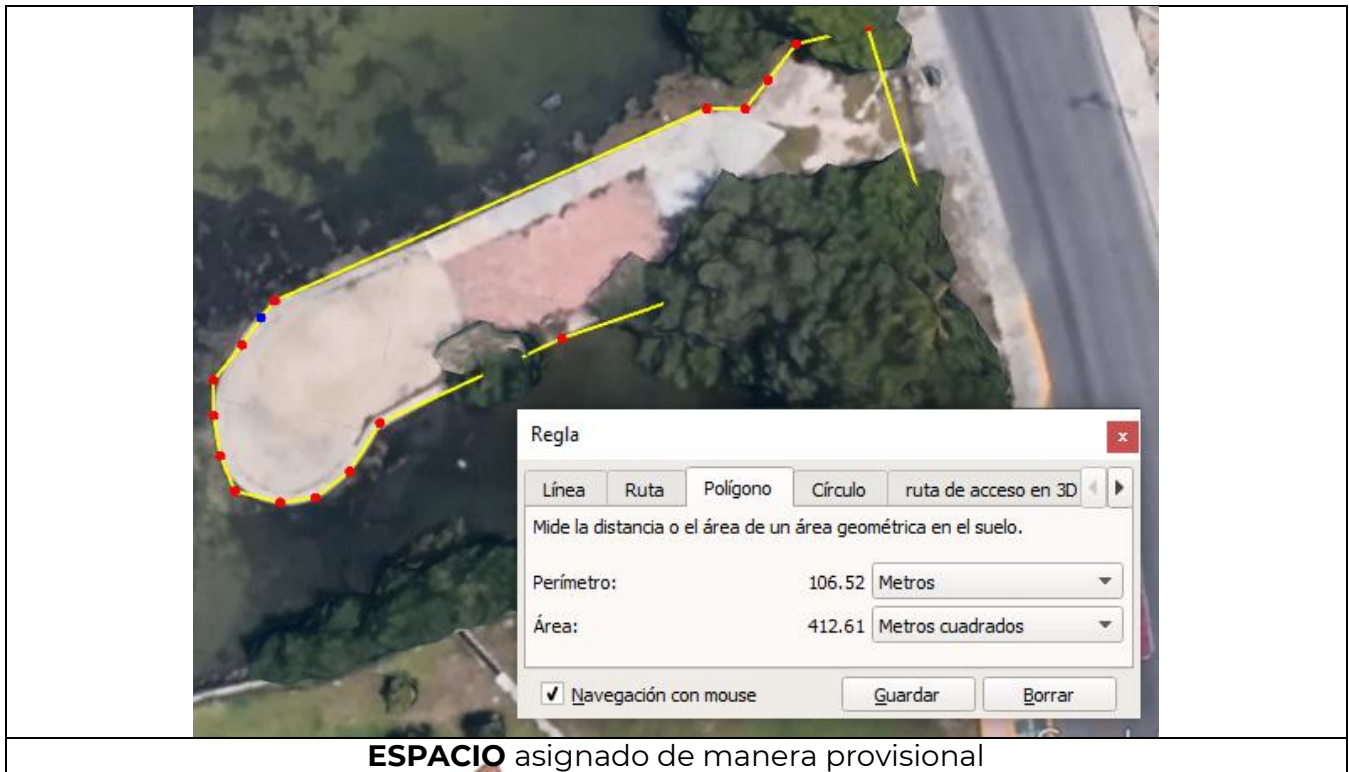 Regla
x
Línea Ruta Polígono Círculo ruta de acceso en 3D
Mide la distancia o el área de un área geométrica en el suelo.
Perímetro: 106.52 Metros
Área: 412.61 Metros cuadrados
Navegación con mouse Guardar Borrar
ESPACIO asignado de manera provisional